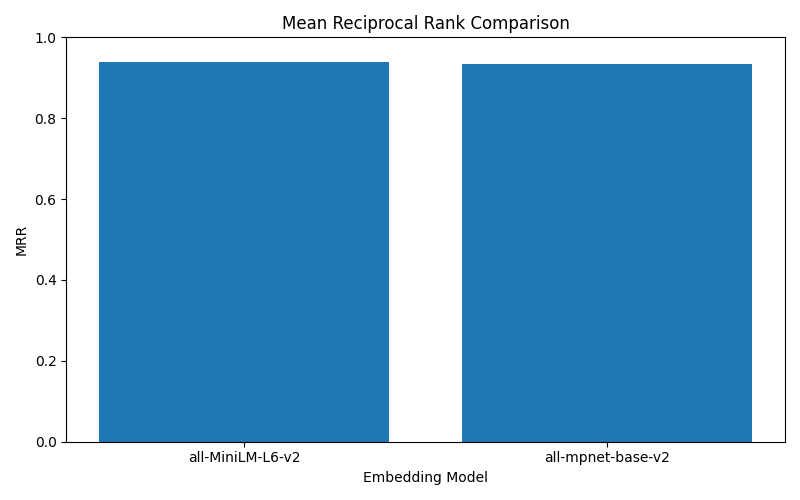 Mean Reciprocal Rank Comparison
1.0
0.8
0.6
0.4
0.2
0.0
MRR
all-MiniLM-L6-v2 all-mpnet-base-v2
Embedding Model